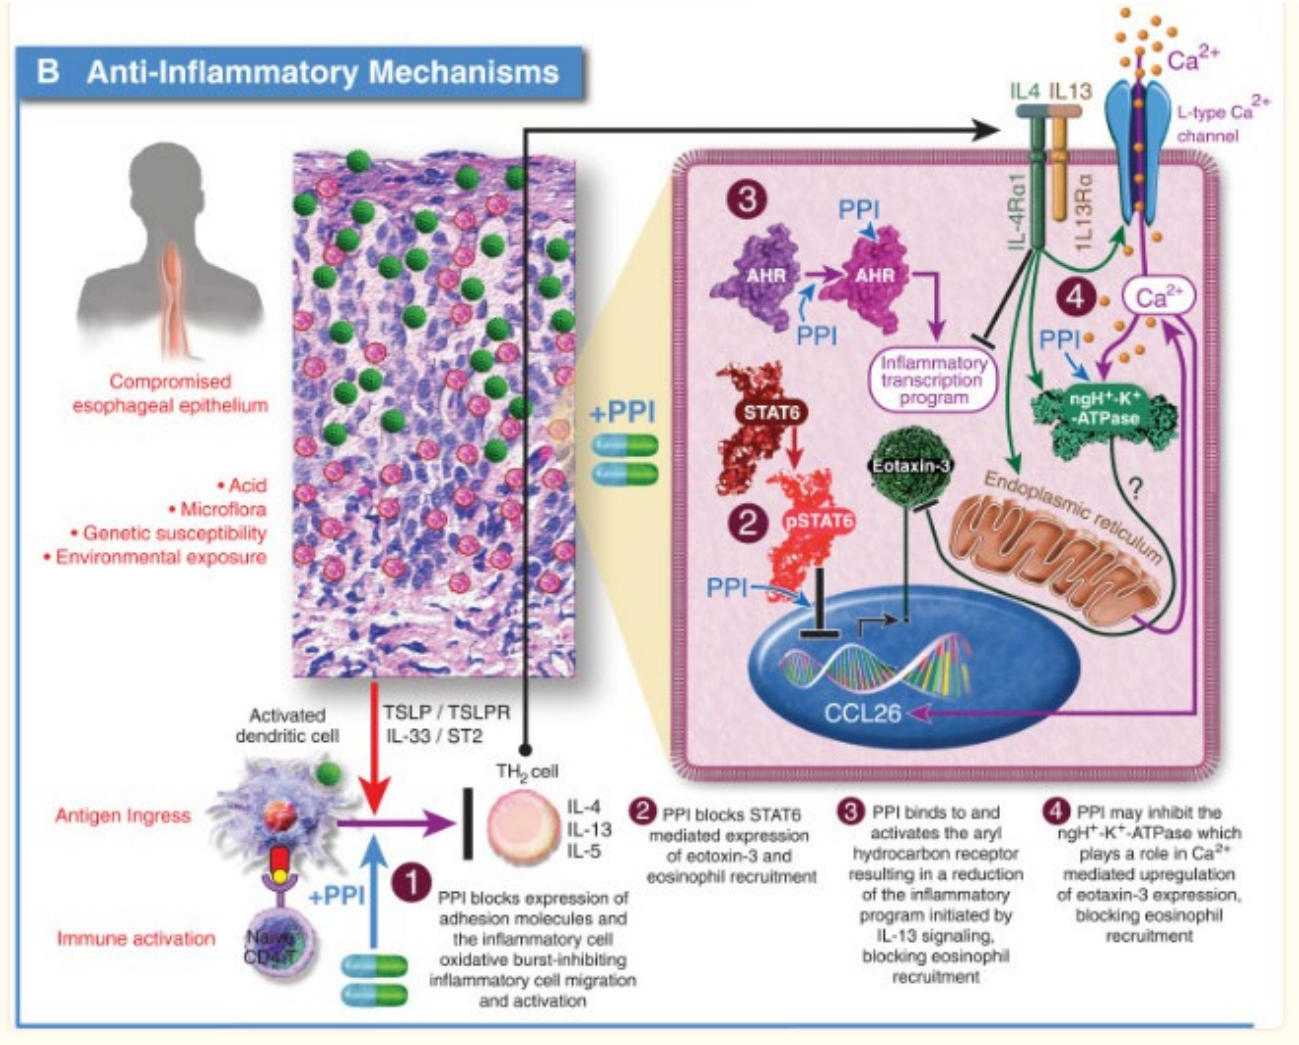 B Anti-Inflammatory Mechanisms
Compromised
esophageal epithelium
• Acid
• Microflora
• Genetic susceptibility
• Environmental exposure
+PPI
TSLP / TSLPR
IL-33 / ST2
Activated
dendritic cell
Antigen Ingress
Immune activation
Naive
CD4+T
+PPI
1
PPI blocks expression of
adhesion molecules and
the inflammatory cell
oxidative burst-inhibiting
inflammatory cell migration
and activation
TH2 cell
IL-4
IL-13
IL-5
IL4 IL13
Ca2+
L-type Ca2+
channel
IL-4Rα1
1L13Rα
3
PPI
AHR
AHR
PPI
Inflammatory
transcription
program
4
Ca2+
PPI
ngH+-K+
-ATPase
STAT6
Eotaxin-3
2
pSTAT6
PPI
Endoplasmic reticulum
?
CCL26
2 PPI blocks STAT6
mediated expression
of eotoxin-3 and
eosinophil recruitment
3 PPI binds to and
activates the aryl
hydrocarbon receptor
resulting in a reduction
of the inflammatory
program initiated by
IL-13 signaling,
blocking eosinophil
recruitment
4 PPI may inhibit the
ngH+-K+-ATPase which
plays a role in Ca2+
mediated upregulation
of eotaxin-3 expression,
blocking eosinophil
recruitment